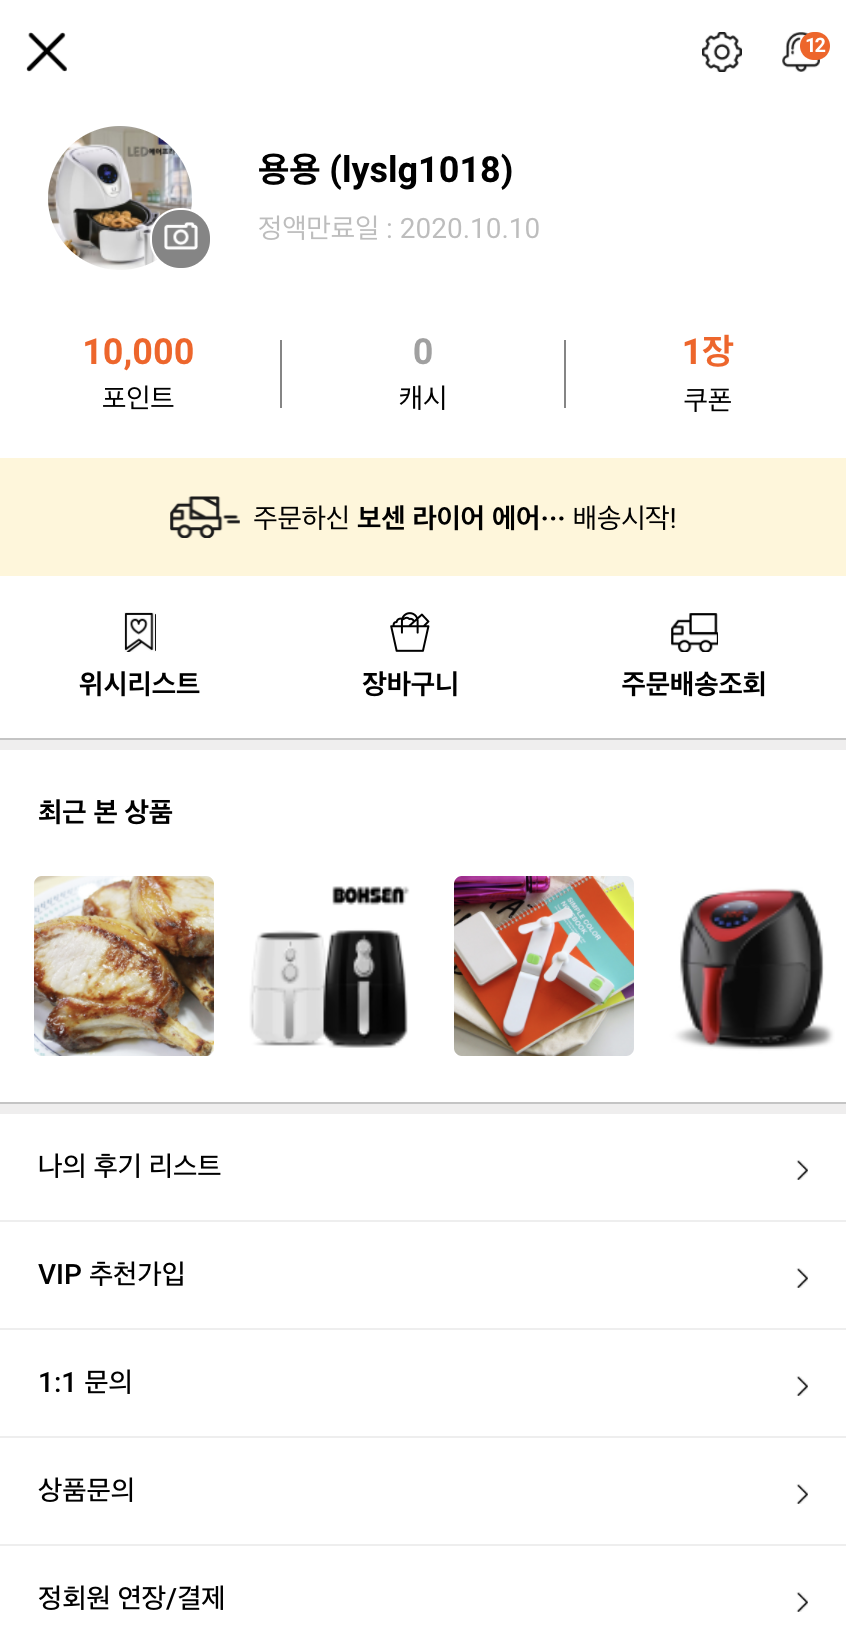 12
용용 (lyslg1018)
정액만료일 : 2020.10.10
10,000
포인트
0
캐시
1장
쿠폰
주문하신 보센 라이어 에어… 배송시작!
위시리스트
장바구니
주문배송조회
최근 본 상품
BOHSEN
SIMPLE COLOR
나의 후기 리스트
VIP 추천가입
1:1 문의
상품문의
정회원 연장/결제